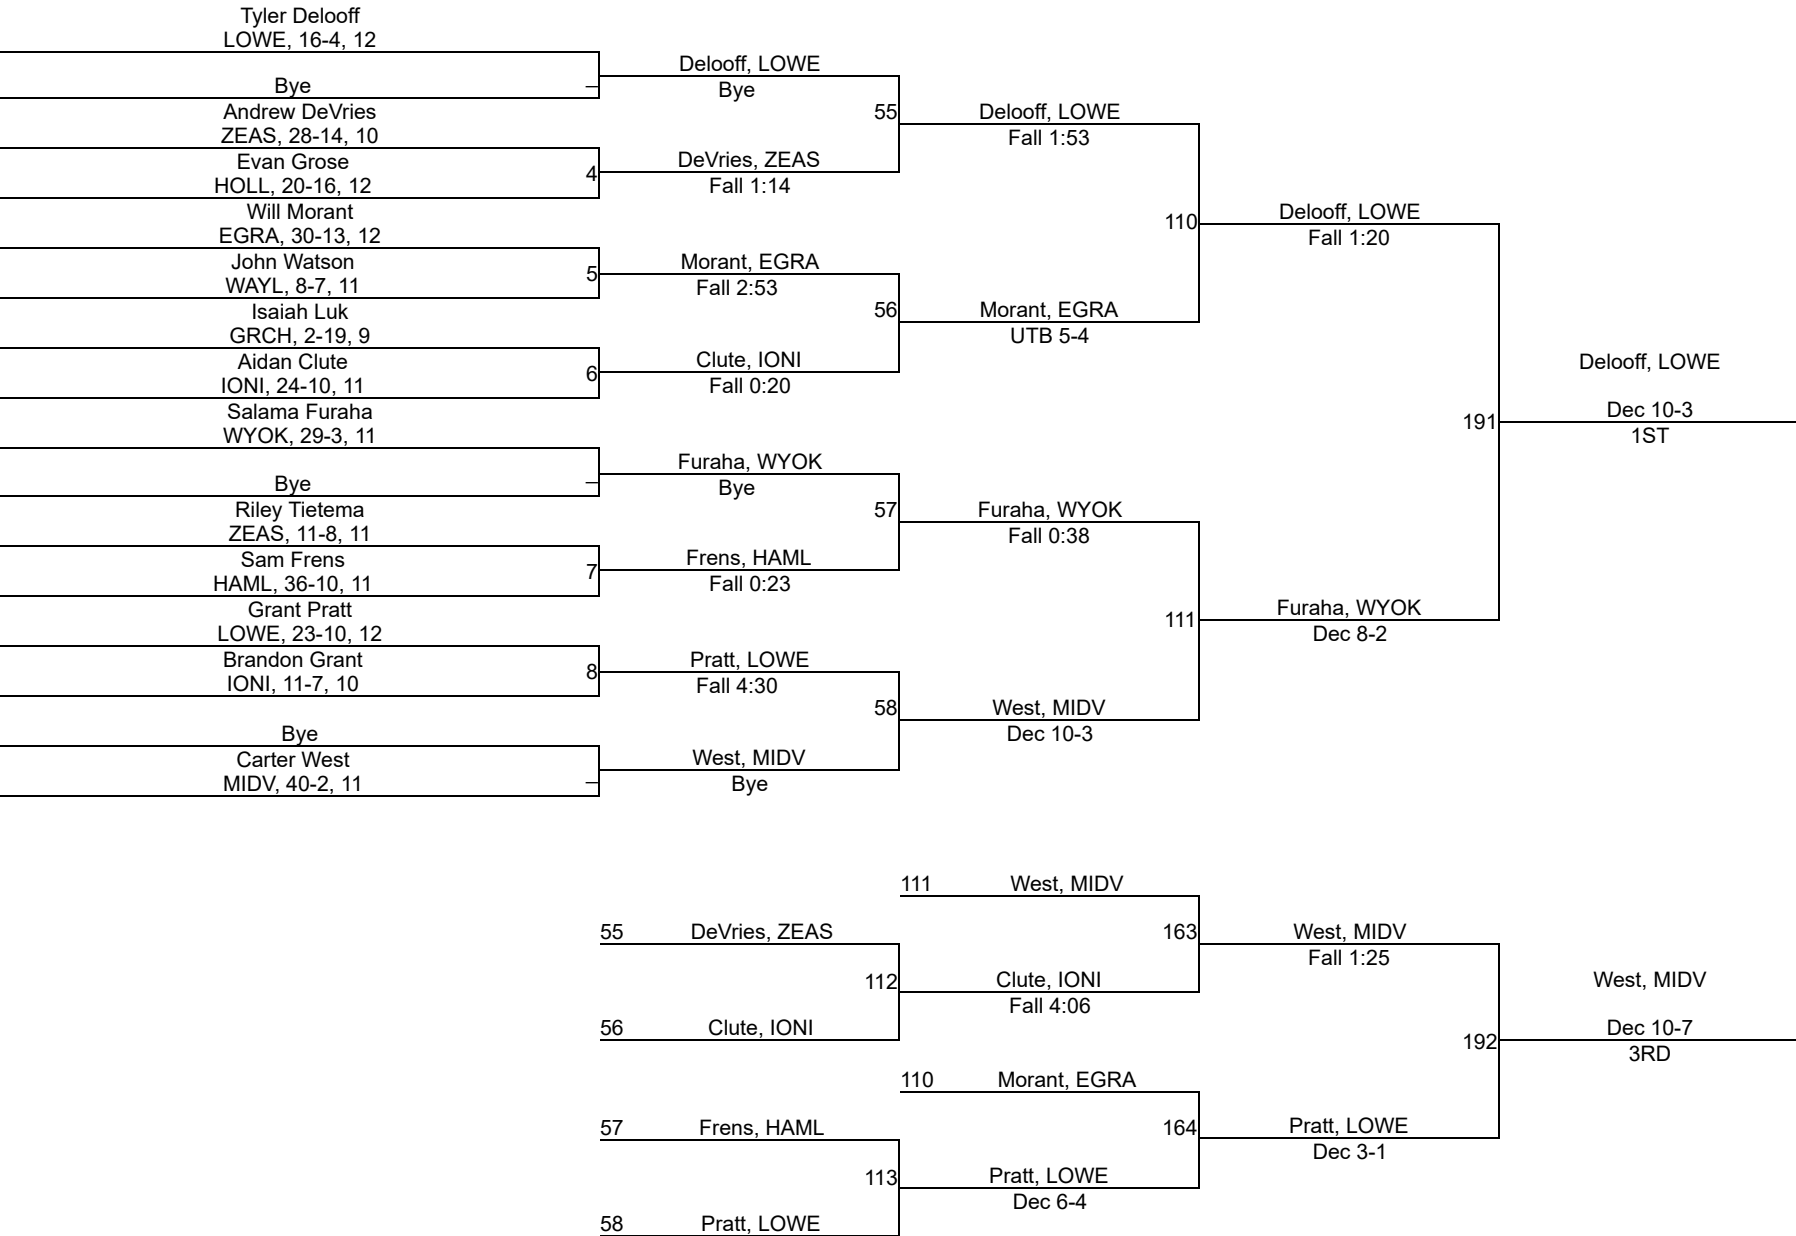 Tyler Delooff
LOWE, 16-4, 12
Bye
Andrew DeVries
ZEAS, 28-14, 10
Evan Grose
HOLL, 20-16, 12
4
Will Morant
EGRA, 30-13, 12
John Watson
WAYL, 8-7, 11
5
Isaiah Luk
GRCH, 2-19, 9
Aidan Clute
IONI, 24-10, 11
6
Salama Furaha
WYOK, 29-3, 11
Bye
Riley Tietema
ZEAS, 11-8, 11
Sam Frens
HAML, 36-10, 11
7
Grant Pratt
LOWE, 23-10, 12
Brandon Grant
IONI, 11-7, 10
8
Bye
Carter West
MIDV, 40-2, 11
Delooff, LOWE
Bye
DeVries, ZEAS
Fall 1:14
55
Morant, EGRA
Fall 2:53
Clute, IONI
Fall 0:20
56
Furaha, WYOK
Bye
Frens, HAML
Fall 0:23
57
Pratt, LOWE
Fall 4:30
West, MIDV
Bye
58
Delooff, LOWE
Fall 1:53
Morant, EGRA
UTB 5-4
110
Furaha, WYOK
Fall 0:38
West, MIDV
Dec 10-3
111
Delooff, LOWE
Fall 1:20
Furaha, WYOK
Dec 8-2
191
Delooff, LOWE
Dec 10-3
1ST
55 DeVries, ZEAS
56 Clute, IONI
112
57 Frens, HAML
58 Pratt, LOWE
113
111 West, MIDV
Clute, IONI
Fall 4:06
163
110 Morant, EGRA
Pratt, LOWE
Dec 6-4
164
West, MIDV
Fall 1:25
Pratt, LOWE
Dec 3-1
192
West, MIDV
Dec 10-7
3RD